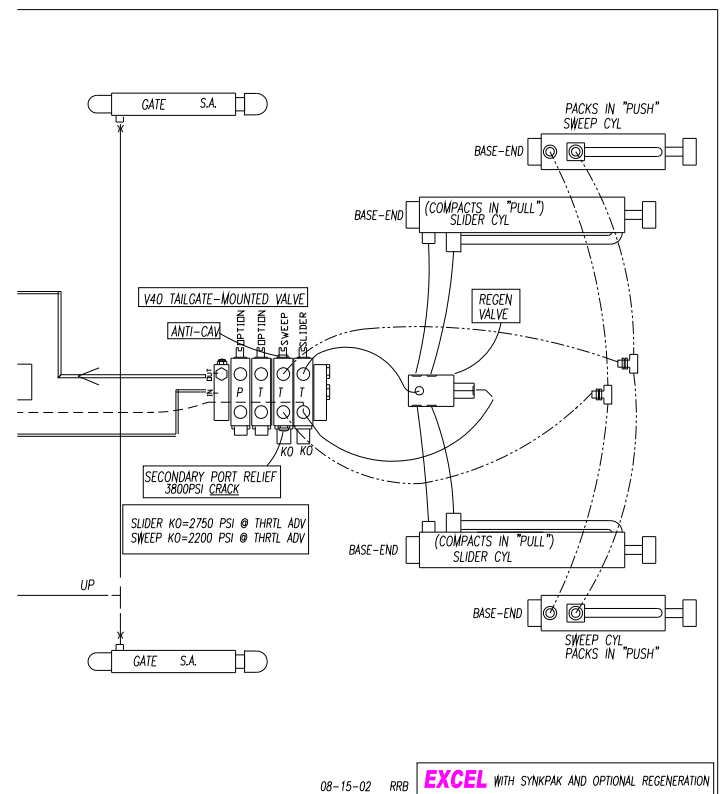 GATE S.A.
PACKS IN "PUSH"
SWEEP CYL
BASE-END
BASE-END
(COMPACTS IN "PULL")
SLIDER CYL
V40 TAILGATE-MOUNTED VALVE
REGEN
VALVE
ANTI-CAV
OPTION
OPTION
SWEEP
SLIDER
OUT
IN
P T T T
KO KO
SECONDARY PORT RELIEF
3800PSI CRACK
SLIDER KO=2750 PSI @ THRTL ADV
SWEEP KO=2200 PSI @ THRTL ADV
BASE-END
(COMPACTS IN "PULL")
SLIDER CYL
UP
BASE-END
SWEEP CYL
PACKS IN "PUSH"
GATE S.A.
08-15-02 RRB
EXCEL WITH SYNKPAK AND OPTIONAL REGENERATION